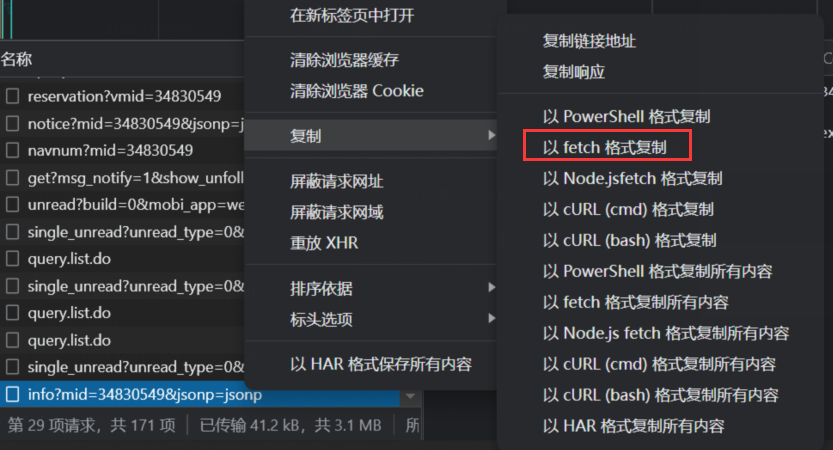 名称
reservation?vmid=34830549
notice?mid=34830549&jsonp=j
navnum?mid=34830549
get?msg_notify=1&show_unfoll
unread?build=0&mobi_app=we
single_unread?unread_type=0&
query.list.do
single_unread?unread_type=0&
query.list.do
query.list.do
single_unread?unread_type=0&
info?mid=34830549&jsonp=jsonp
第 29 项请求，共 171 项
已传输 41.2 kB，共 3.1 MB
所
在新标签页中打开
清除浏览器缓存
清除浏览器 Cookie
复制
屏蔽请求网址
屏蔽请求网域
重放 XHR
排序依据
标头选项
以 HAR 格式保存所有内容
复制链接地址
复制响应
以 PowerShell 格式复制
以 fetch 格式复制
以 Node.jsfetch 格式复制
以 cURL (cmd) 格式复制
以 cURL (bash) 格式复制
以 PowerShell 格式复制所有内容
以 fetch 格式复制所有内容
以 Node.js fetch 格式复制所有内容
以 cURL (cmd) 格式复制所有内容
以 cURL (bash) 格式复制所有内容
以 HAR 格式复制所有内容